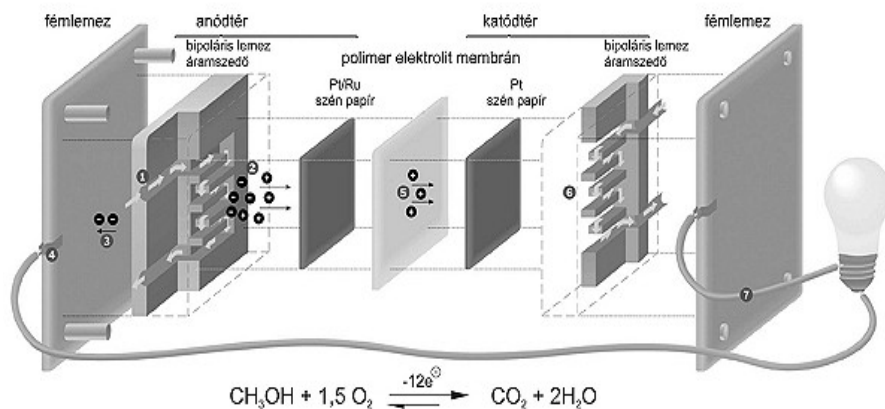 fémlemez
anódtér
katódtér
fémlemez
bipoláris lemez
áramszedő
polimer elektrolit membrán
bipoláris lemez
áramszedő
Pt/Ru
szén papír
Pt
szén papír
1
2
3
4
5
6
7
CH₃OH + 1,5 O₂ -12e⊖ CO₂ + 2H₂O